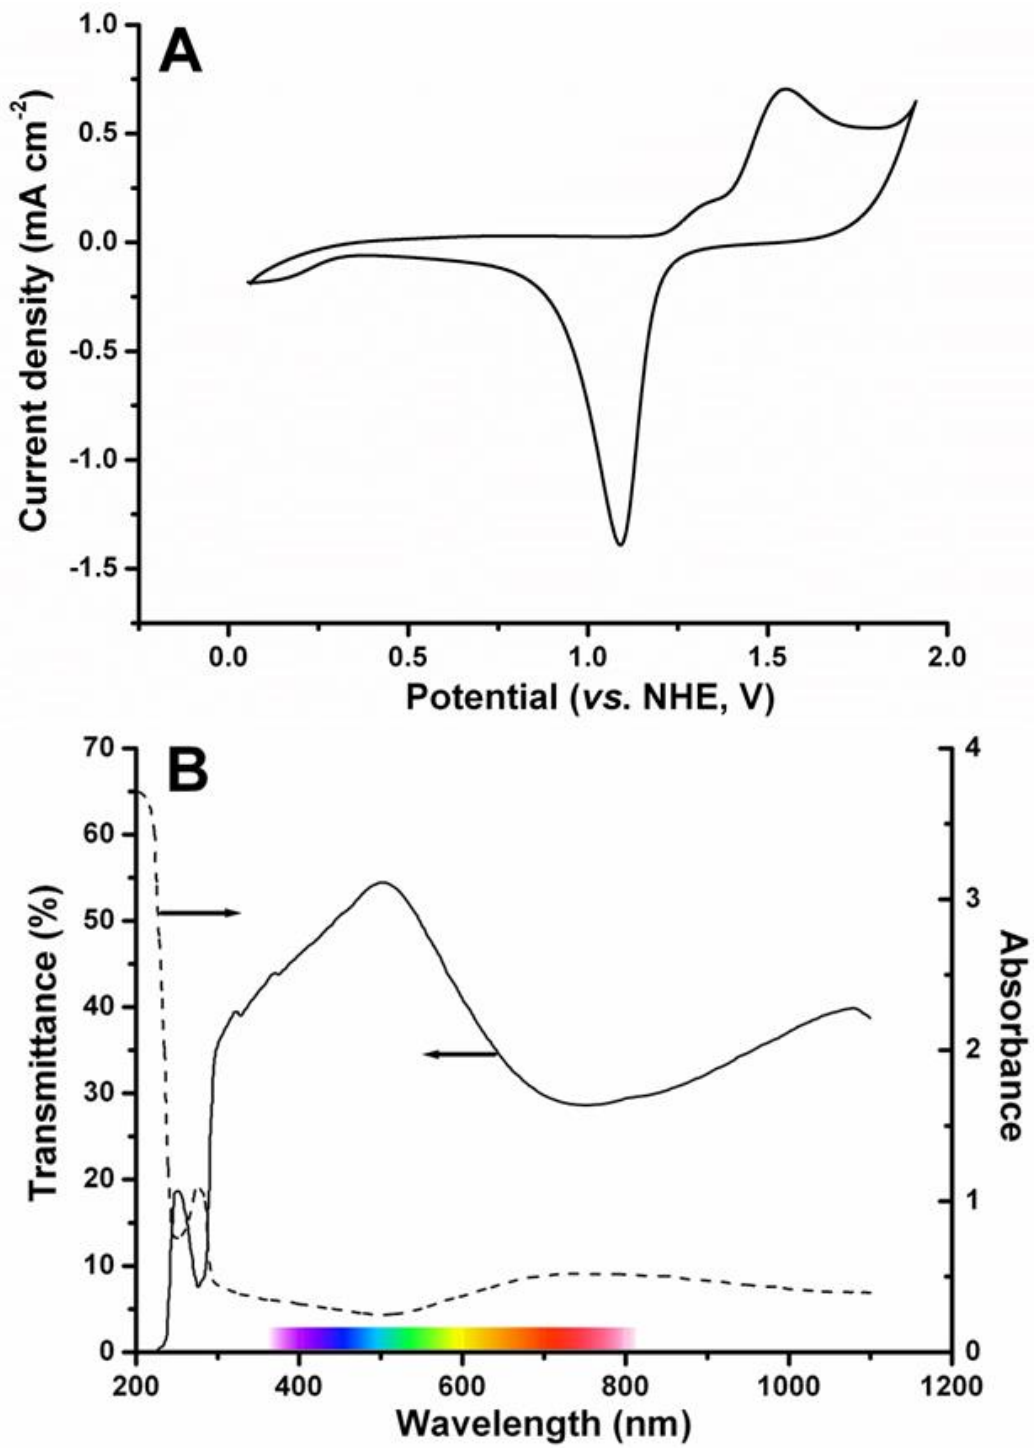 A
1.0
0.5
0.0
-0.5
-1.0
-1.5
Current density (mA cm-2)
0.0 0.5 1.0 1.5 2.0
Potential (vs. NHE, V)
B
70
60
50
40
30
20
10
0
Transmittance (%)
4
3
2
1
0
Absorbance
200 400 600 800 1000 1200
Wavelength (nm)